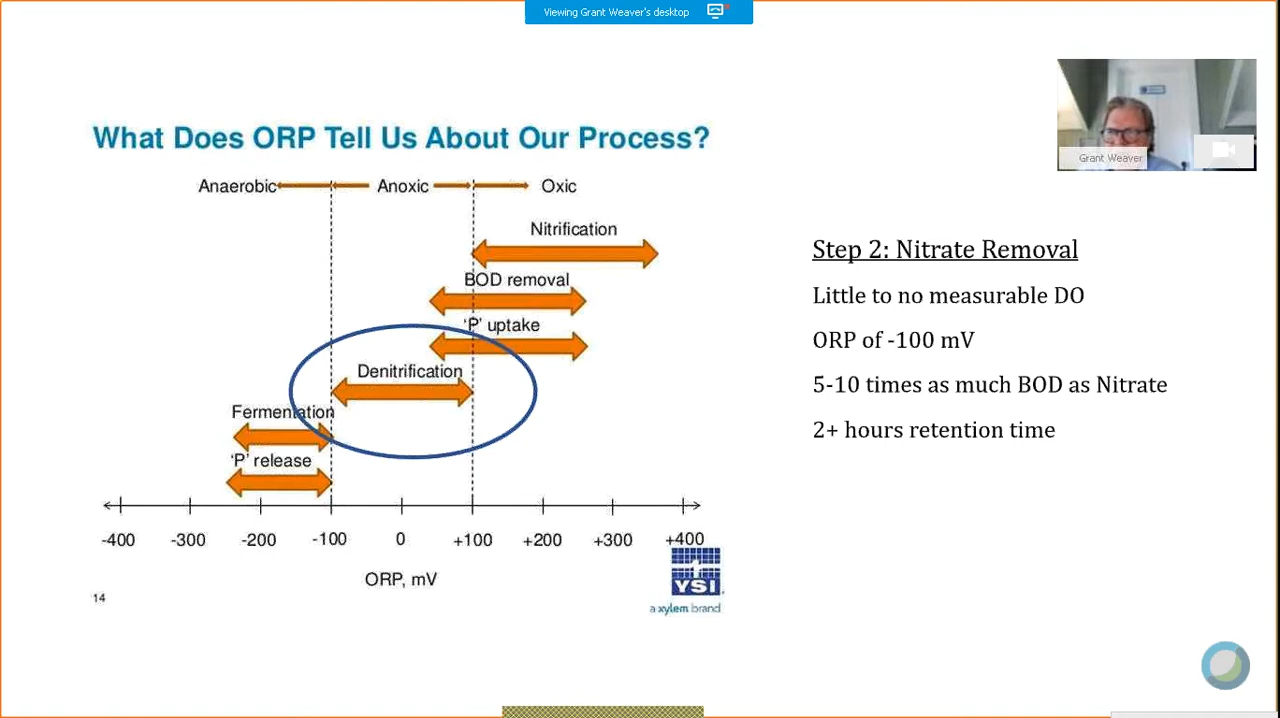 Viewing Grant Weaver's desktop
Grant Weaver
What Does ORP Tell Us About Our Process?
Anaerobic Anoxic Oxic
Nitrification
BOD removal
'P' uptake
Denitrification
Fermentation
'P' release
-400 -300 -200 -100 0 +100 +200 +300 +400
ORP, mV
14
YSI
a xylem brand
Step 2: Nitrate Removal
Little to no measurable DO
ORP of -100 mV
5-10 times as much BOD as Nitrate
2+ hours retention time